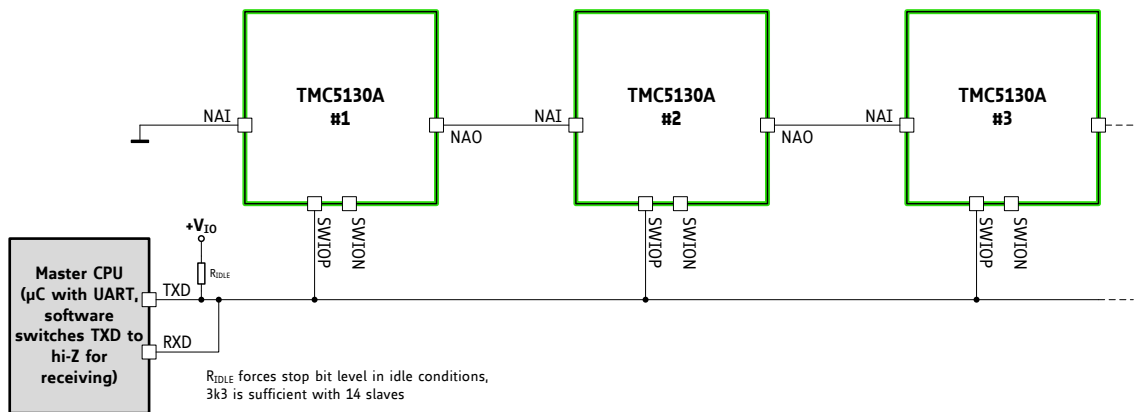 TMC5130A
#1
TMC5130A
#2
TMC5130A
#3
NAI
NAO
NAI
NAO
NAI
SWIOP
SWION
SWIOP
SWION
SWIOP
SWION
+VIO
RIDLE
Master CPU
(µC with UART,
software
switches TXD to
hi-Z for
receiving)
TXD
RXD
RIDLE forces stop bit level in idle conditions,
3k3 is sufficient with 14 slaves